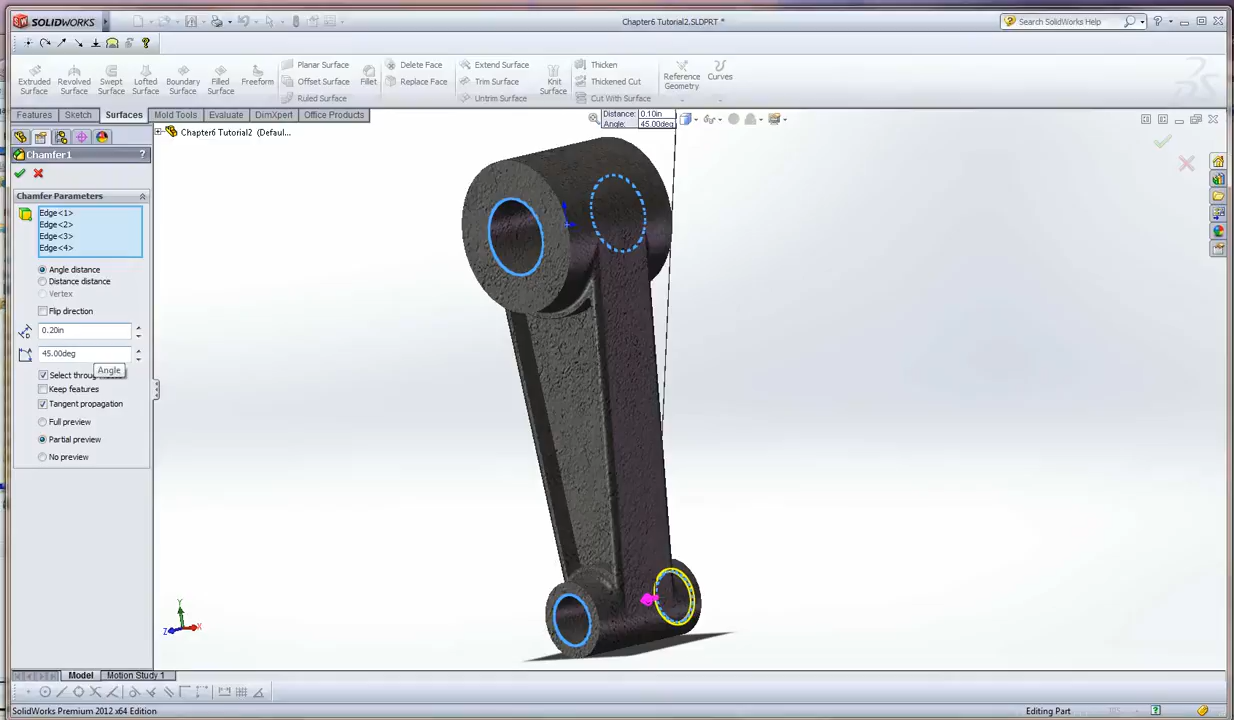 SOLIDWORKS
Chapter6 Tutorial2.SLDPRT *
Search SolidWorks Help
Extruded Surface
Revolved Surface
Swept Surface
Lofted Surface
Boundary Surface
Filled Surface
Freeform
Planar Surface
Offset Surface
Ruled Surface
Fillet
Delete Face
Replace Face
Extend Surface
Trim Surface
Untrim Surface
Knit Surface
Thicken
Thickened Cut
Cut With Surface
Reference Geometry
Curves
Features
Sketch
Surfaces
Mold Tools
Evaluate
DimXpert
Office Products
Chapter6 Tutorial2 (Defaul...
Distance: 0.10in
Angle: 45.00deg
Chamfer1
?
Chamfer Parameters
Edge<1>
Edge<2>
Edge<3>
Edge<4>
Angle distance
Distance distance
Vertex
Flip direction
0.20in
45.00deg
Angle
Select throu
Keep features
Tangent propagation
Full preview
Partial preview
No preview
Y
Z
X
Model
Motion Study 1
SolidWorks Premium 2012 x64 Edition
Editing Part